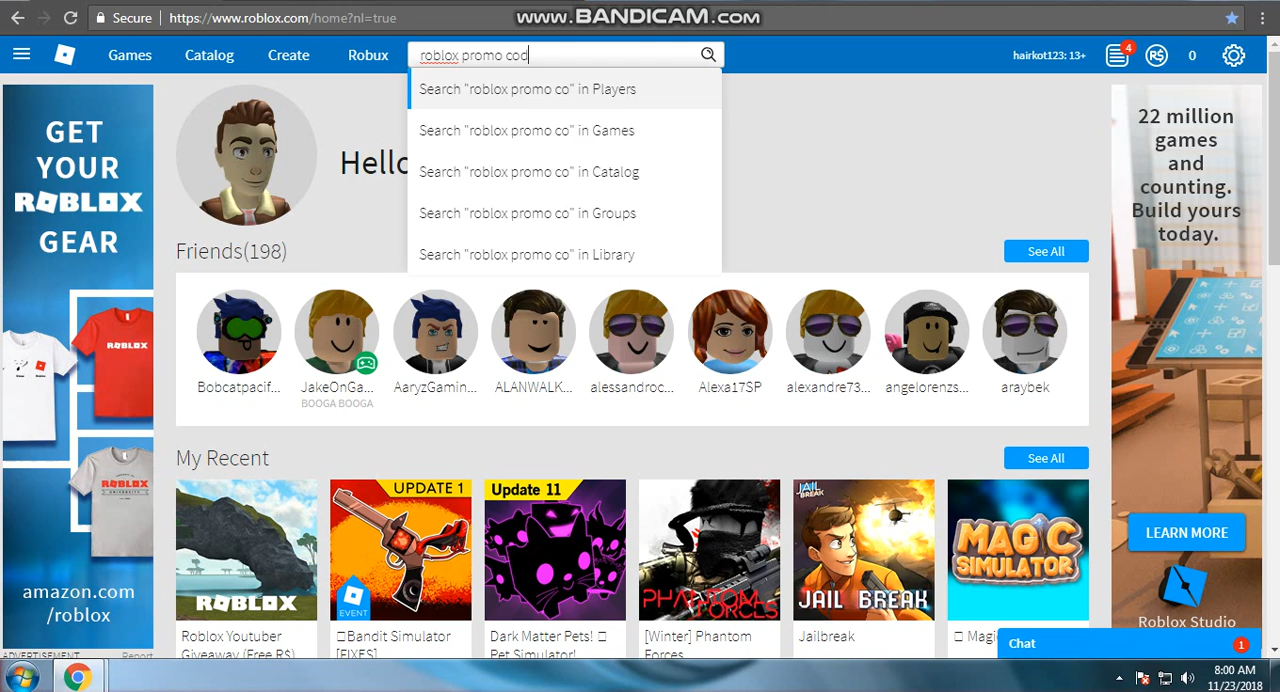 Secure
https://www.roblox.com/home?nl=true
www.BANDICAM.com
Games
Catalog
Create
Robux
roblox promo cod
hairkot123: 13+
4
R$
0
Search "roblox promo co" in Players
Search "roblox promo co" in Games
Search "roblox promo co" in Catalog
Search "roblox promo co" in Groups
Search "roblox promo co" in Library
GET
YOUR
ROBLOX
GEAR
ROBLOX
ROBLOX
amazon.com
/roblox
ADVERTISEMENT
Report
Hello
Friends(198)
See All
Bobcatpacif...
JakeOnGa...
BOOGA BOOGA
AaryzGamin...
ALANWALK...
alessandroc...
Alexa17SP
alexandre73...
angelorenzs...
araybek
My Recent
See All
ROBLOX
Roblox Youtuber
Giveaway (Free R$)
UPDATE 1
EVENT
Bandit Simulator
[FIXES]
Update 11
Dark Matter Pets!
Pet Simulator!
PHANTOM
FORCES
[Winter] Phantom
Forces
JAIL
BREAK
JAIL BREAK
Jailbreak
MAGIC
SIMULATOR
22 million
games
and
counting.
Build yours
today.
LEARN MORE
Roblox Studio
Chat
1
8:00 AM
11/23/2018